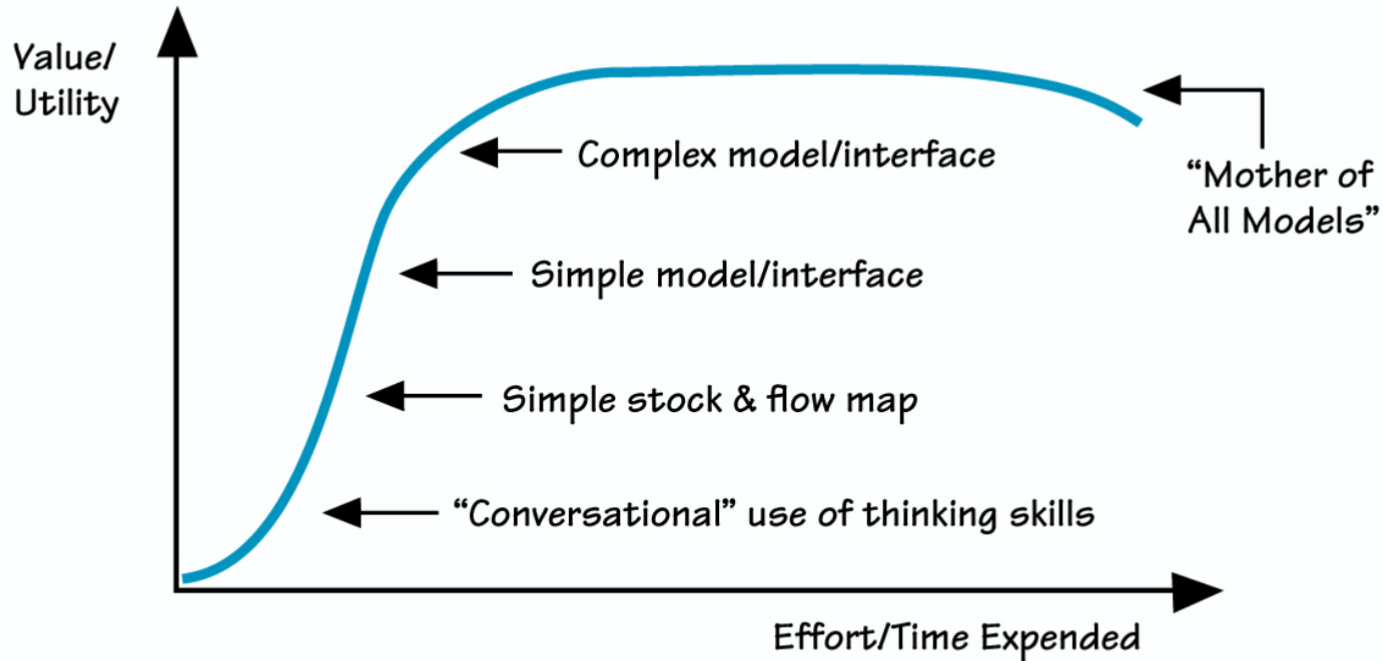 Value/
Utility
Complex model/interface
“Mother of
All Models”
Simple model/interface
Simple stock & flow map
“Conversational” use of thinking skills
Effort/Time Expended